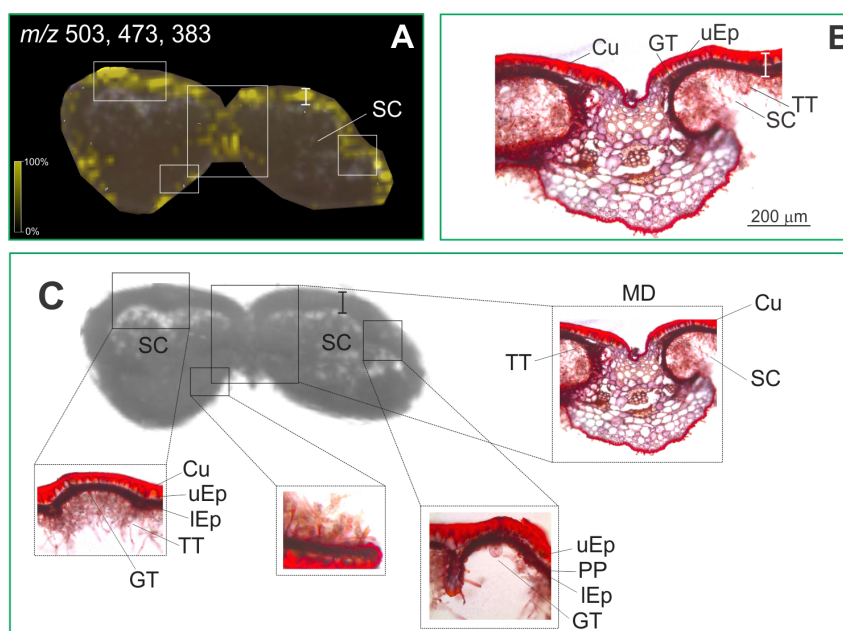 m/z 503, 473, 383
A
SC
100%
0%
B
Cu
GT
uEp
TT
SC
200 µm
C
SC
SC
MD
Cu
TT
SC
Cu
uEp
lEp
TT
GT
uEp
PP
lEp
GT